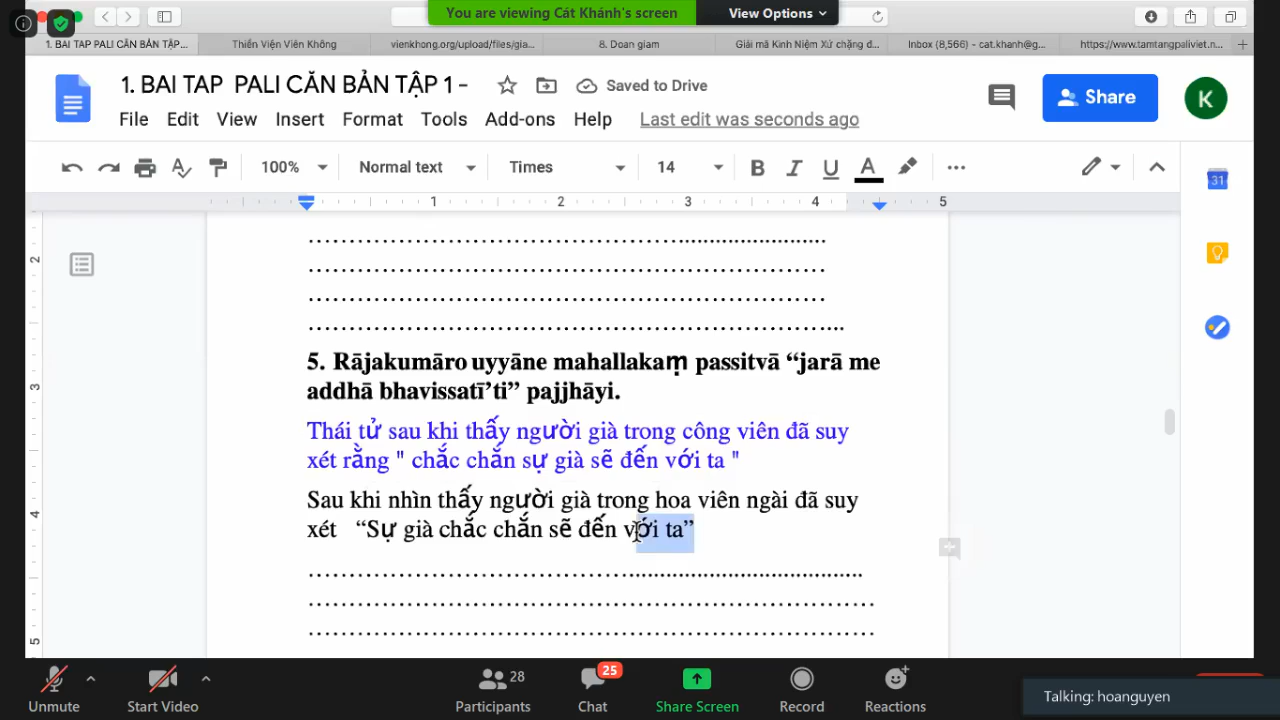 You are viewing Cát Khánh's screen
View Options
1. BAI TAP PALI CĂN BẢN TẬP...
Thiền Viện Viên Không
vienkhong.org/upload/files/gia...
8. Doan giam
Giải mã Kinh Niệm Xứ chặng đ...
Inbox (8,566) - cat.khanh@g...
https://www.tamtangpaliviet.n...
1. BAI TAP PALI CĂN BẢN TẬP 1 -
Saved to Drive
Share
K
File Edit View Insert Format Tools Add-ons Help Last edit was seconds ago
100% Normal text Times 14 B I U A
1 2 3 4 5
2
3
4
5
31
5. Rājakumāro uyyāne mahallakaṃ passitvā “jarā me
addhā bhavissatī’ti” pajjhāyi.
Thái tử sau khi thấy người già trong công viên đã suy
xét rằng " chắc chắn sự già sẽ đến với ta "
Sau khi nhìn thấy người già trong hoa viên ngài đã suy
xét “Sự già chắc chắn sẽ đến với ta”
Unmute
Start Video
Participants
28
Chat
25
Share Screen
Record
Reactions
Talking: hoanguyen